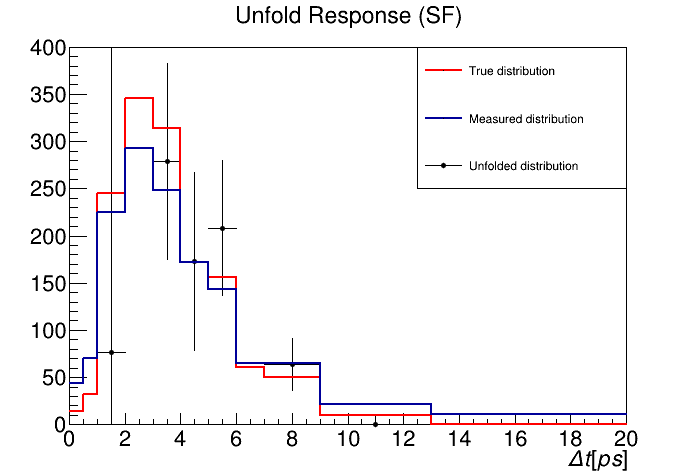 Unfold Response (SF)
400
350
300
250
200
150
100
50
0
True distribution
Measured distribution
Unfolded distribution
0 2 4 6 8 10 12 14 16 18 20
Δt[ps]